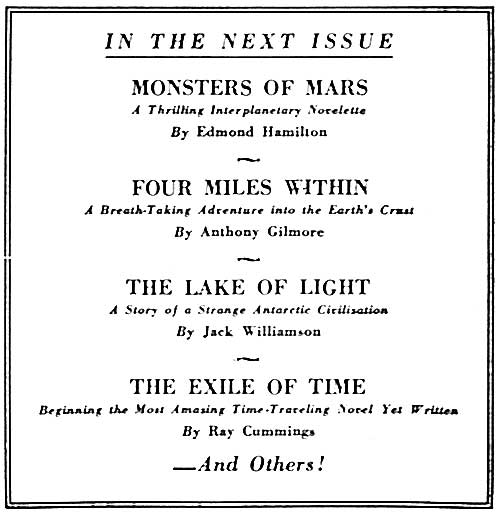 IN THE NEXT ISSUE
MONSTERS OF MARS
A Thrilling Interplanetary Novelette
By Edmond Hamilton
FOUR MILES WITHIN
A Breath-Taking Adventure into the Earth's Crust
By Anthony Gilmore
THE LAKE OF LIGHT
A Story of a Strange Antarctic Civilization
By Jack Williamson
THE EXILE OF TIME
Beginning the Most Amazing Time-Traveling Novel Yet Written
By Ray Cummings
—And Others!